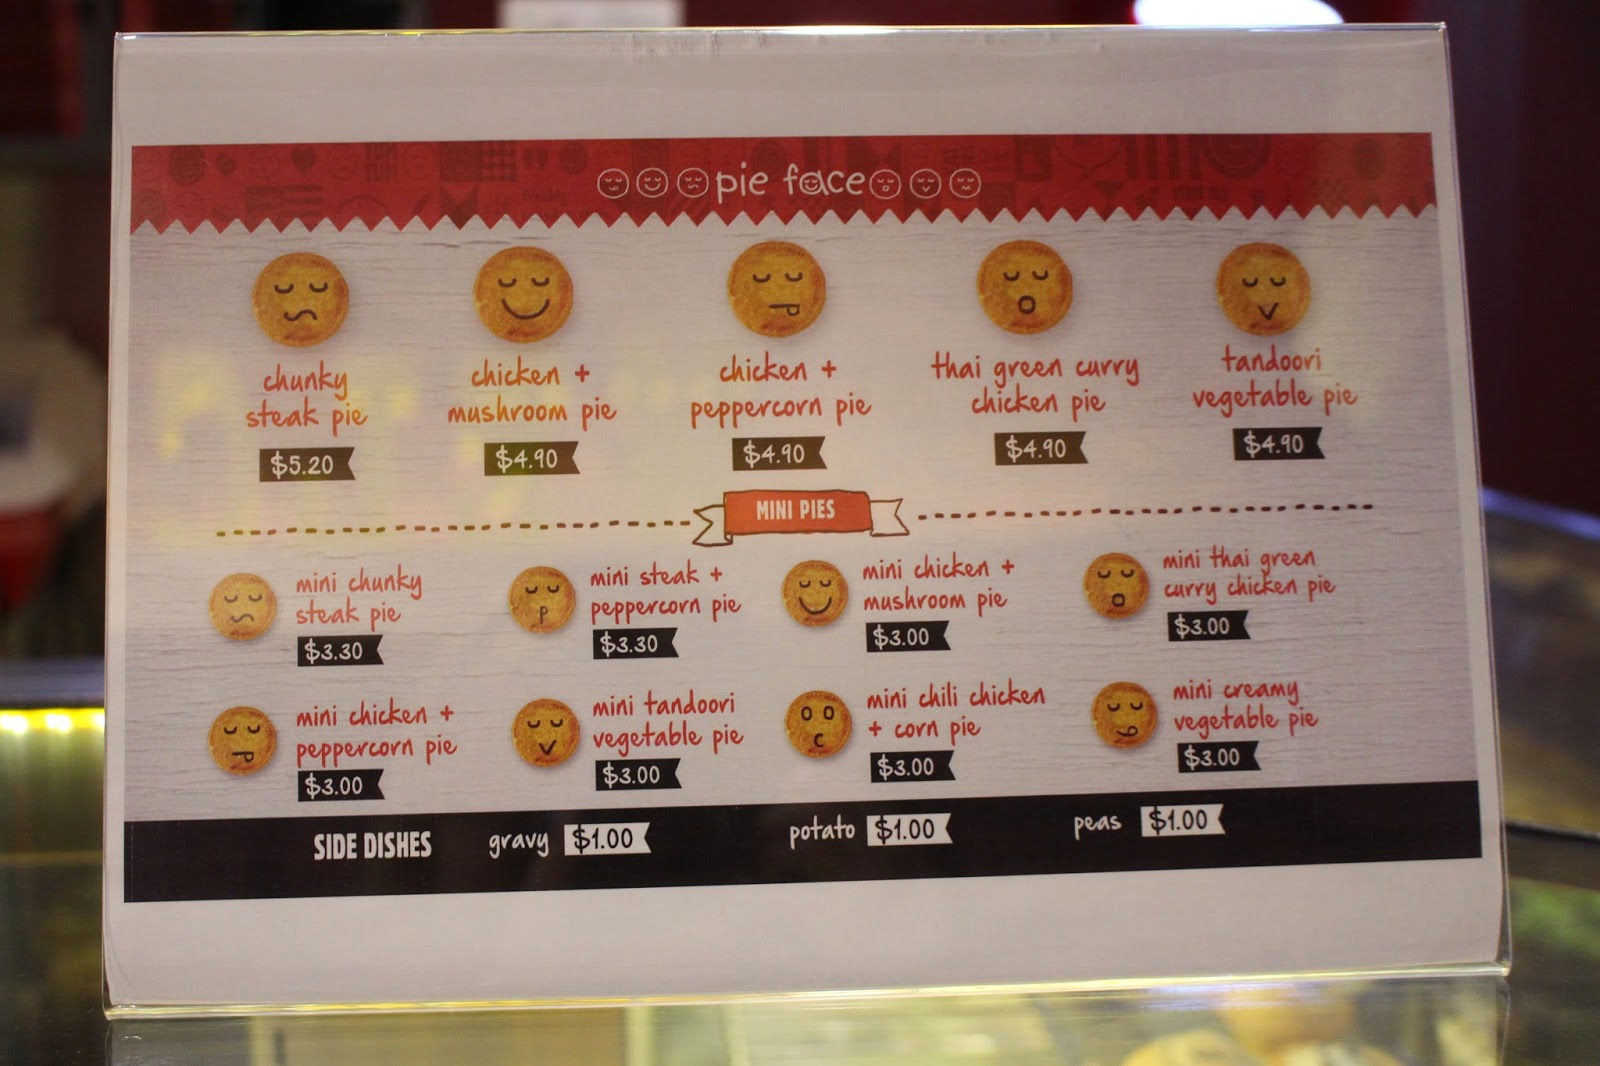 pie face
chunky
steak pie
$5.20
chicken +
mushroom pie
$4.90
chicken +
peppercorn pie
$4.90
thai green curry
chicken pie
$4.90
tandoori
vegetable pie
$4.90
MINI PIES
mini chunky
steak pie
$3.30
mini steak +
peppercorn pie
$3.30
mini chicken +
mushroom pie
$3.00
mini thai green
curry chicken pie
$3.00
mini chicken +
peppercorn pie
$3.00
mini tandoori
vegetable pie
$3.00
mini chili chicken
+ corn pie
$3.00
mini creamy
vegetable pie
$3.00
SIDE DISHES
gravy $1.00
potato $1.00
peas $1.00